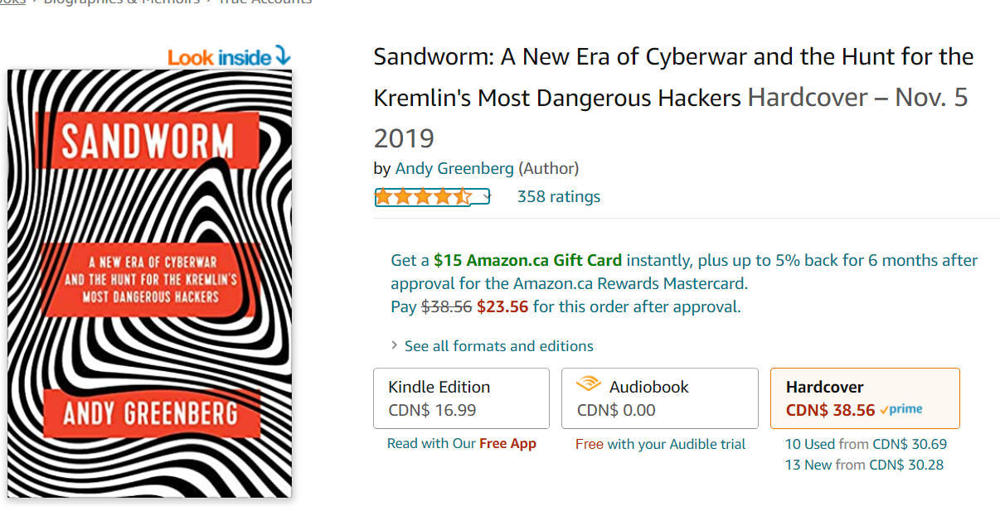 Biographies & Memoirs › True Accounts
Look inside
SANDWORM
A NEW ERA OF CYBERWAR
AND THE HUNT FOR THE KREMLIN'S
MOST DANGEROUS HACKERS
ANDY GREENBERG
Sandworm: A New Era of Cyberwar and the Hunt for the
Kremlin's Most Dangerous Hackers Hardcover – Nov. 5
2019
by Andy Greenberg (Author)
358 ratings
Get a $15 Amazon.ca Gift Card instantly, plus up to 5% back for 6 months after
approval for the Amazon.ca Rewards Mastercard.
Pay $38.56 $23.56 for this order after approval.
› See all formats and editions
Kindle Edition
CDN$ 16.99
Read with Our Free App
Audiobook
CDN$ 0.00
Free with your Audible trial
Hardcover
CDN$ 38.56 prime
10 Used from CDN$ 30.69
13 New from CDN$ 30.28